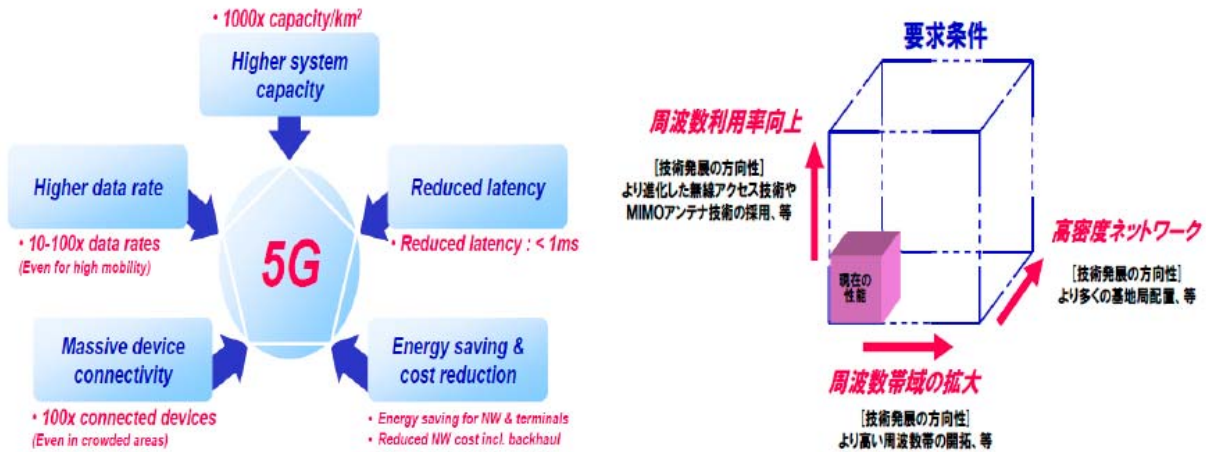 • 1000x capacity/km²
Higher system
capacity
Higher data rate
• 10-100x data rates
(Even for high mobility)
Reduced latency
• Reduced latency : < 1ms
5G
Massive device
connectivity
• 100x connected devices
(Even in crowded areas)
Energy saving &
cost reduction
• Energy saving for NW & terminals
• Reduced NW cost incl. backhaul
要求条件
周波数利用率向上
[技術発展の方向性]
より進化した無線アクセス技術や
MIMOアンテナ技術の採用、等
現在の
性能
高密度ネットワーク
[技術発展の方向性]
より多くの基地局配置、等
周波数帯域の拡大
[技術発展の方向性]
より高い周波数帯の開拓、等